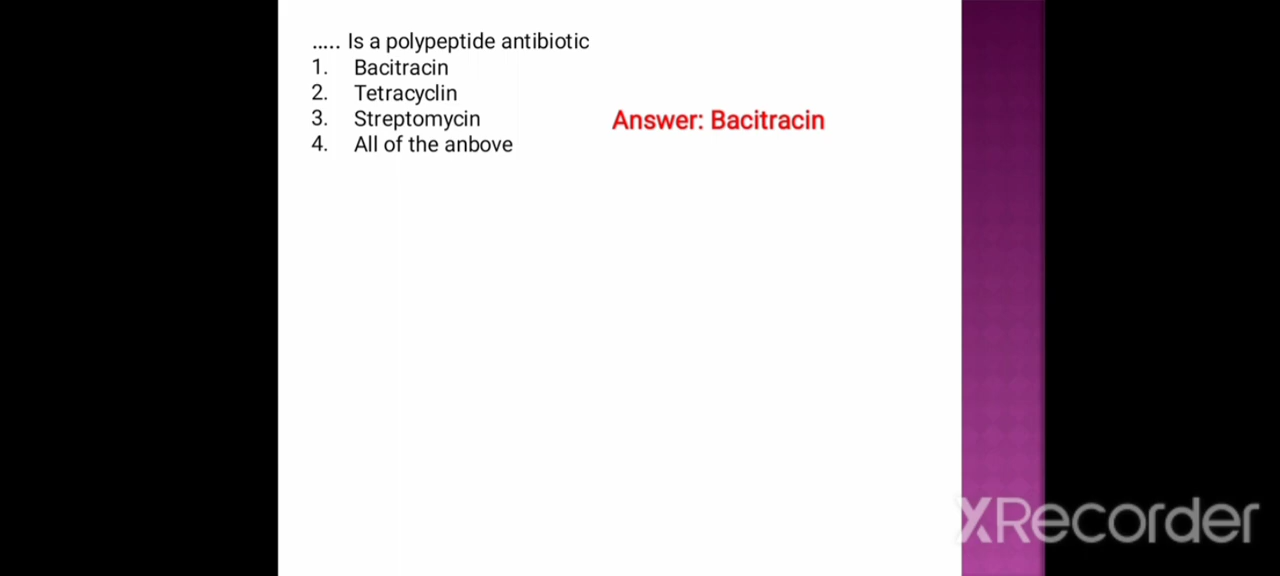 ..... Is a polypeptide antibiotic
1. Bacitracin
2. Tetracyclin
3. Streptomycin
Answer: Bacitracin
4. All of the anbove
XRecorder